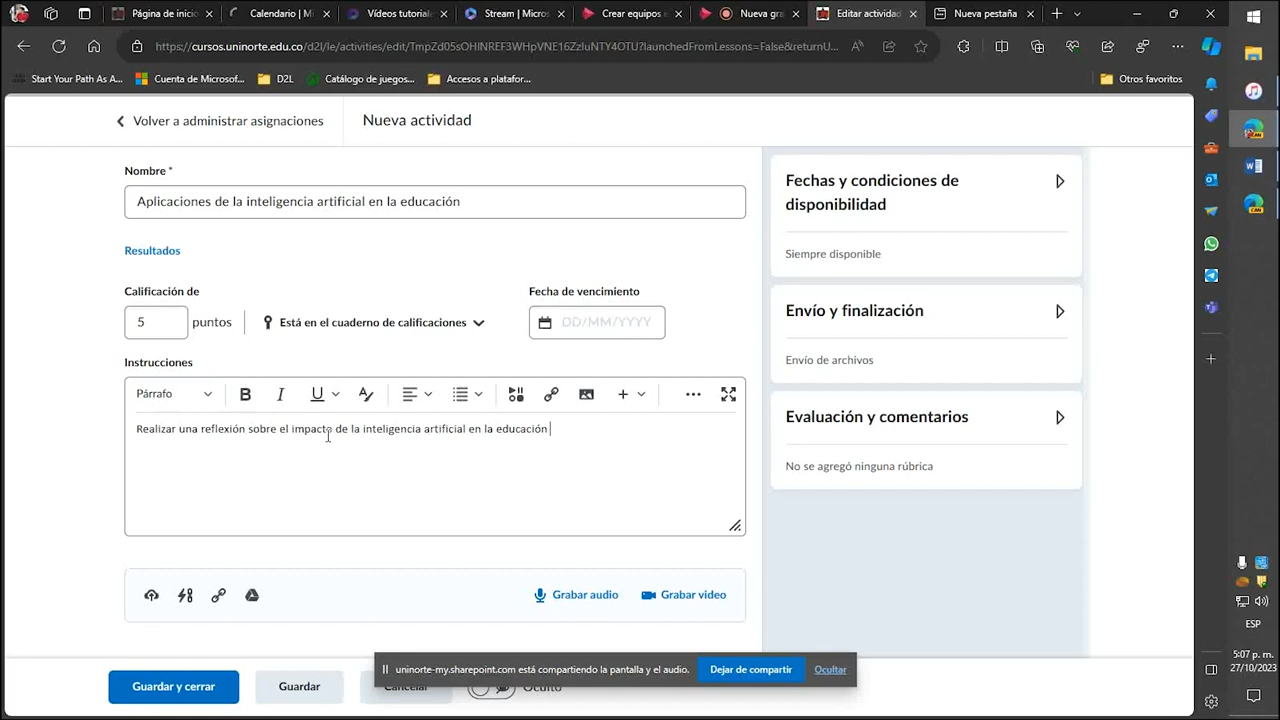 Página de inicio
Calendario | Mi
Vídeos tutoriale
Stream | Micros
Crear equipos e
Nueva gra
Editar actividad
Nueva pestaña
https://cursos.uninorte.edu.co/d2l/le/activities/edit/TmpZd05sOHlNREF3WHpVNE16ZzluNTY4OTU?launchedFromLessons=False&returnU...
Start Your Path As A...
Cuenta de Microsof...
D2L
Catálogo de juegos...
Accesos a platafor...
Otros favoritos
Volver a administrar asignaciones
Nueva actividad
Nombre *
Aplicaciones de la inteligencia artificial en la educación
Resultados
Calificación de
5 puntos
Está en el cuaderno de calificaciones
Fecha de vencimiento
DD/MM/YYYY
Instrucciones
Párrafo
Realizar una reflexión sobre el impacto de la inteligencia artificial en la educación
Grabar audio
Grabar video
Fechas y condiciones de
disponibilidad
Siempre disponible
Envío y finalización
Envío de archivos
Evaluación y comentarios
No se agregó ninguna rúbrica
uninorte-my.sharepoint.com está compartiendo la pantalla y el audio.
Dejar de compartir
Ocultar
Guardar y cerrar
Guardar
Cancelar
Oculto
ESP
5:07 p. m.
27/10/2023